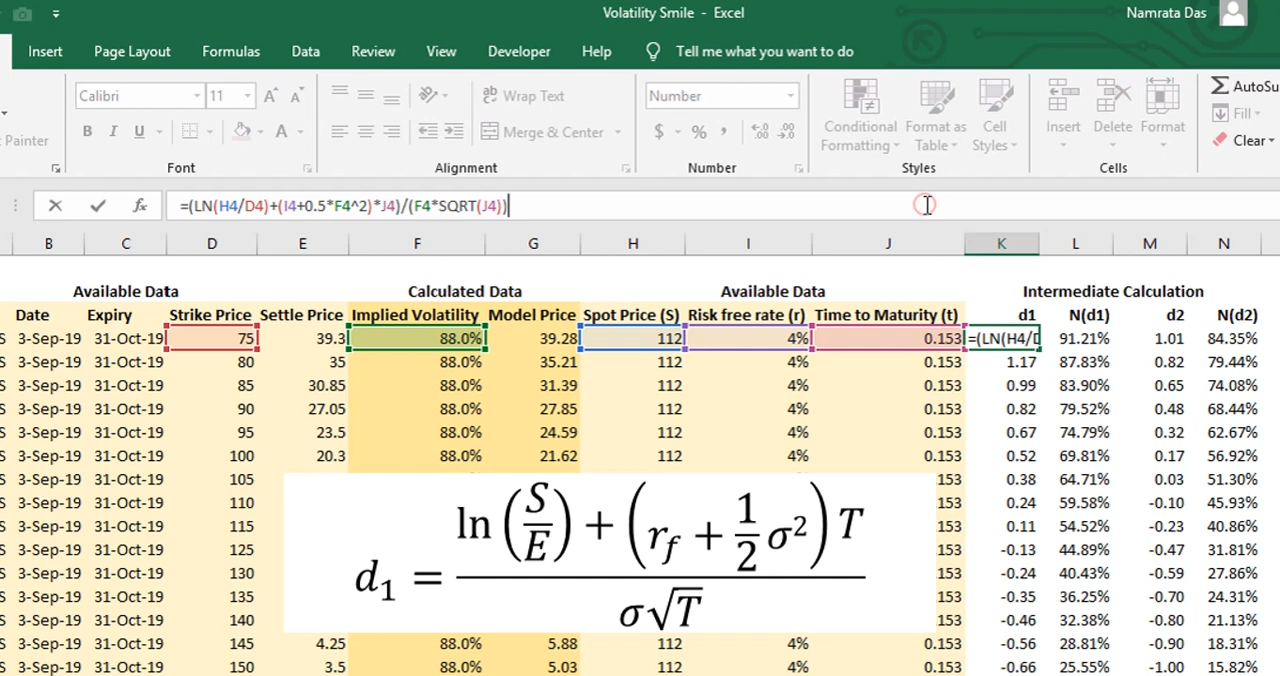 Volatility Smile - Excel
Namrata Das
Insert Page Layout Formulas Data Review View Developer Help Tell me what you want to do
Calibri 11 Wrap Text Number AutoSu
Painter B I U A Merge & Center $ % , Conditional Formatting Format as Table Cell Styles Insert Delete Format Fill Clear
Font Alignment Number Styles Cells
fx =(LN(H4/D4)+(I4+0.5*F4^2)*J4)/(F4*SQRT(J4))
B C D E F G H I J K L M N
Available Data Calculated Data Available Data Intermediate Calculation
Date Expiry Strike Price Settle Price Implied Volatility Model Price Spot Price (S) Risk free rate (r) Time to Maturity (t) d1 N(d1) d2 N(d2)
S 3-Sep-19 31-Oct-19 75 39.3 88.0% 39.28 112 4% 0.153 =(LN(H4/D 91.21% 1.01 84.35%
S 3-Sep-19 31-Oct-19 80 35 88.0% 35.21 112 4% 0.153 1.17 87.83% 0.82 79.44%
S 3-Sep-19 31-Oct-19 85 30.85 88.0% 31.39 112 4% 0.153 0.99 83.90% 0.65 74.08%
S 3-Sep-19 31-Oct-19 90 27.05 88.0% 27.85 112 4% 0.153 0.82 79.52% 0.48 68.44%
S 3-Sep-19 31-Oct-19 95 23.5 88.0% 24.59 112 4% 0.153 0.67 74.79% 0.32 62.67%
S 3-Sep-19 31-Oct-19 100 20.3 88.0% 21.62 112 4% 0.153 0.52 69.81% 0.17 56.92%
S 3-Sep-19 31-Oct-19 105 153 0.38 64.71% 0.03 51.30%
S 3-Sep-19 31-Oct-19 110 153 0.24 59.58% -0.10 45.93%
S 3-Sep-19 31-Oct-19 115 153 0.11 54.52% -0.23 40.86%
S 3-Sep-19 31-Oct-19 125 153 -0.13 44.89% -0.47 31.81%
S 3-Sep-19 31-Oct-19 130 153 -0.24 40.43% -0.59 27.86%
S 3-Sep-19 31-Oct-19 135 153 -0.35 36.25% -0.70 24.31%
S 3-Sep-19 31-Oct-19 140 153 -0.46 32.38% -0.80 21.13%
S 3-Sep-19 31-Oct-19 145 4.25 88.0% 5.88 112 4% 0.153 -0.56 28.81% -0.90 18.31%
S 3-Sep-19 31-Oct-19 150 3.5 88.0% 5.03 112 4% 0.153 -0.66 25.55% -1.00 15.82%
ln(S/E) + (r_f + 1/2 σ²) T
d₁ =
σ√T